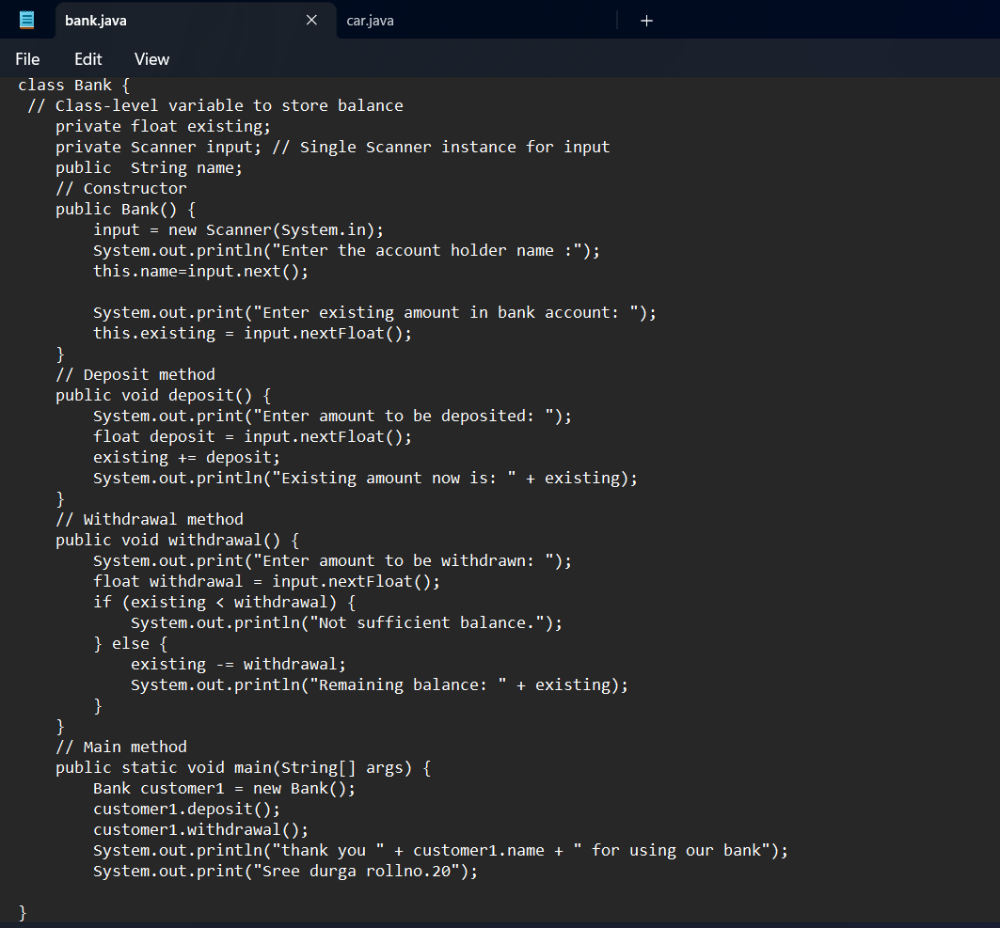 bank.java
car.java
File Edit View
class Bank {
 // Class-level variable to store balance
    private float existing;
    private Scanner input; // Single Scanner instance for input
    public  String name;
    // Constructor
    public Bank() {
        input = new Scanner(System.in);
        System.out.println("Enter the account holder name :");
        this.name=input.next();

        System.out.print("Enter existing amount in bank account: ");
        this.existing = input.nextFloat();
    }
    // Deposit method
    public void deposit() {
        System.out.print("Enter amount to be deposited: ");
        float deposit = input.nextFloat();
        existing += deposit;
        System.out.println("Existing amount now is: " + existing);
    }
    // Withdrawal method
    public void withdrawal() {
        System.out.print("Enter amount to be withdrawn: ");
        float withdrawal = input.nextFloat();
        if (existing < withdrawal) {
            System.out.println("Not sufficient balance.");
        } else {
            existing -= withdrawal;
            System.out.println("Remaining balance: " + existing);
        }
    }
    // Main method
    public static void main(String[] args) {
        Bank customer1 = new Bank();
        customer1.deposit();
        customer1.withdrawal();
        System.out.println("thank you " + customer1.name + " for using our bank");
        System.out.print("Sree durga rollno.20");

}